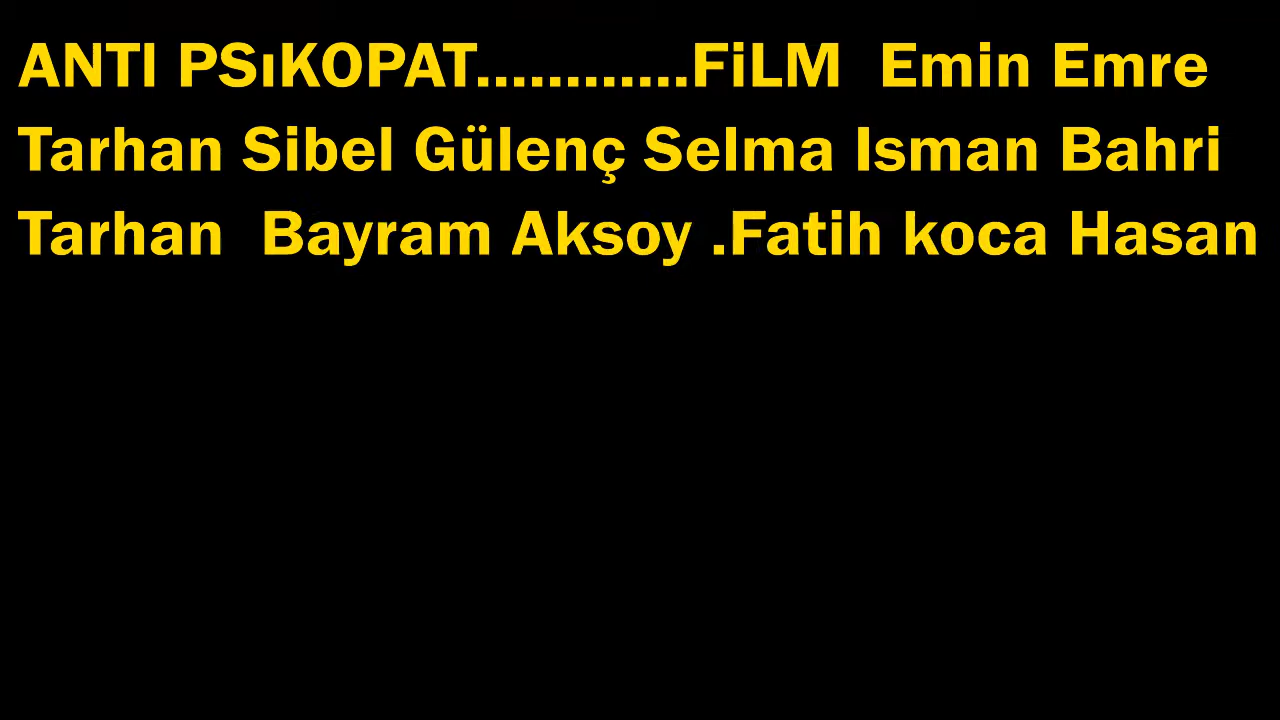 ANTI PSıKOPAT............FiLM  Emin Emre
Tarhan Sibel Gülenç Selma Isman Bahri
Tarhan  Bayram Aksoy .Fatih koca Hasan